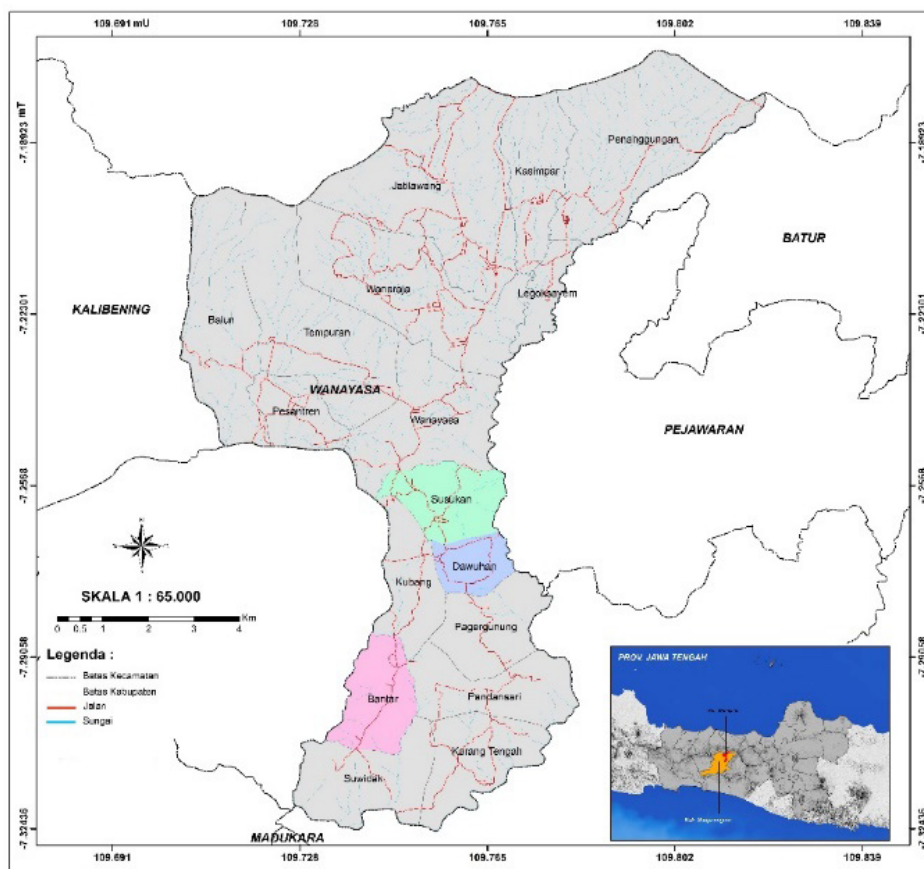 109.691 mU 109.728 109.765 109.802 109.839
-7.18923 mT
-7.18923
Penanggungan
Kasimpar
Jatilawang
BATUR
Wanaraja
Legoksayem
KALIBENING
-7.22301
-7.22301
Balun
Tempuran
WANAYASA
Pesantren
Wanayasa
PEJAWARAN
-7.2568
-7.2568
Susukan
Dawuhan
Kubang
SKALA 1 : 65.000
0 0.5 1 2 3 4 Km
Pagergunung
Legenda :
-7.29058
-7.29058
Batas Kecamatan
Batas Kabupaten
Jalan
Sungai
Bantar
Pandansari
Karang Tengah
Suwidak
PROV. JAWA TENGAH
MADUKARA
-7.32436
-7.32436
109.691 109.728 109.765 109.802 109.839